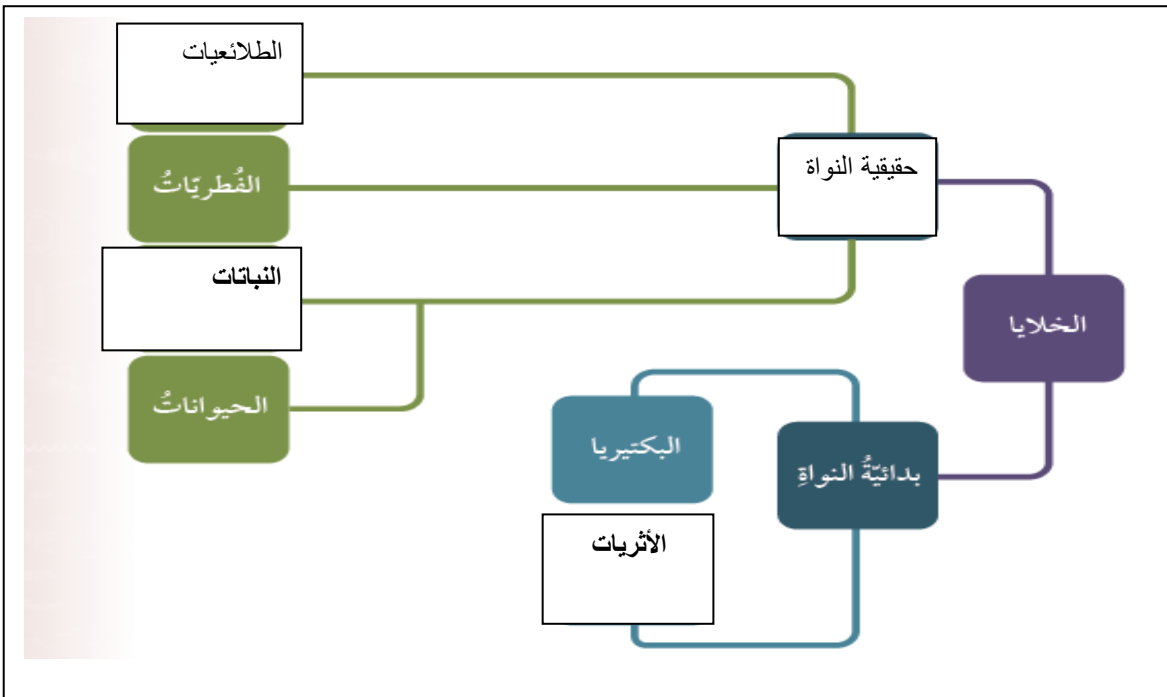 الطلائعيات
الفُطريّاتُ
حقيقية النواة
النباتات
الخلايا
الحيواناتُ
البكتيريا
بدائيّةُ النواةِ
الأثريات